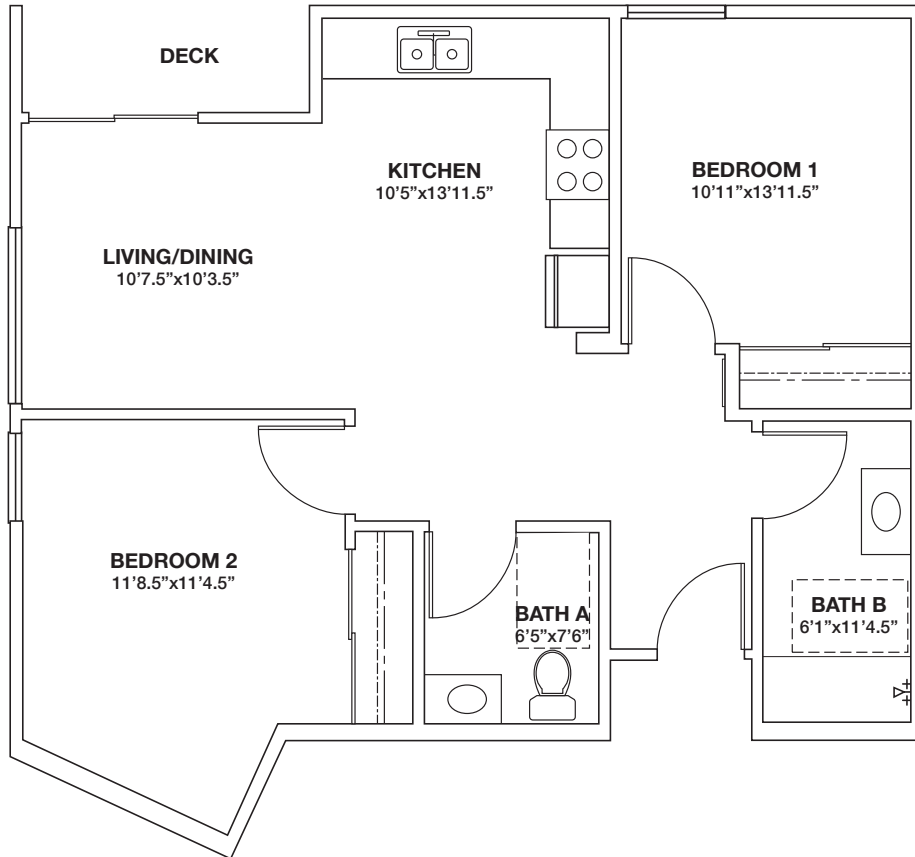 DECK
KITCHEN
10’5”x13’11.5”
BEDROOM 1
10’11”x13’11.5”
LIVING/DINING
10’7.5”x10’3.5”
BEDROOM 2
11’8.5”x11’4.5”
BATH A
6’5”x7’6”
BATH B
6’1”x11’4.5”